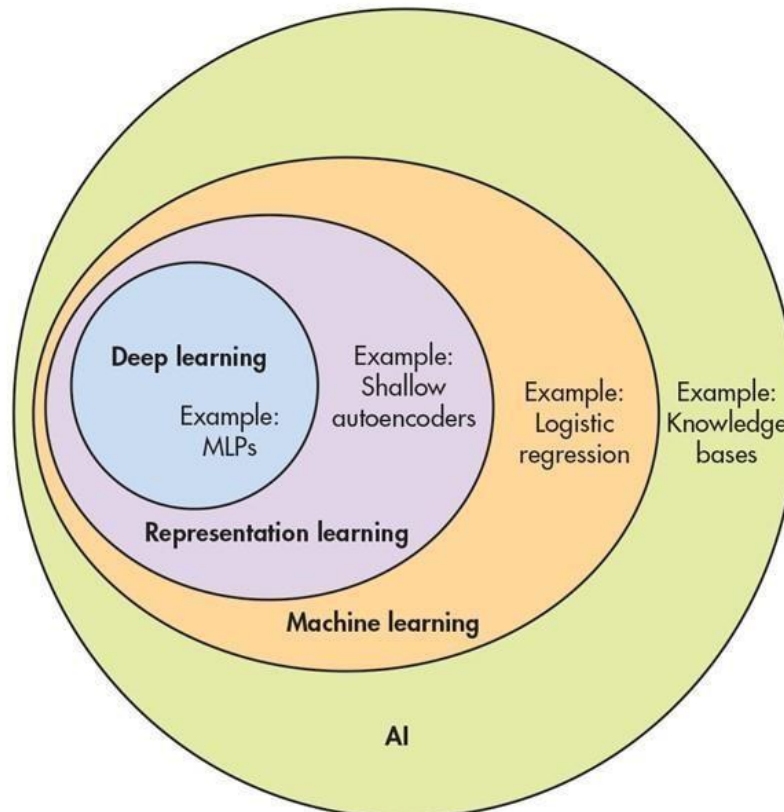 Deep learning
Example:
MLPs
Example:
Shallow
autoencoders
Example:
Logistic
regression
Example:
Knowledge
bases
Representation learning
Machine learning
AI